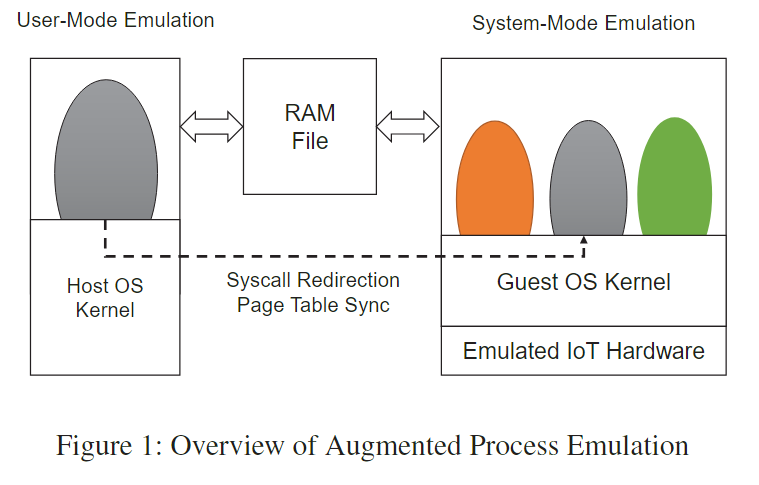 User-Mode Emulation
System-Mode Emulation
RAM
File
Host OS
Kernel
Syscall Redirection
Page Table Sync
Guest OS Kernel
Emulated IoT Hardware
Figure 1: Overview of Augmented Process Emulation